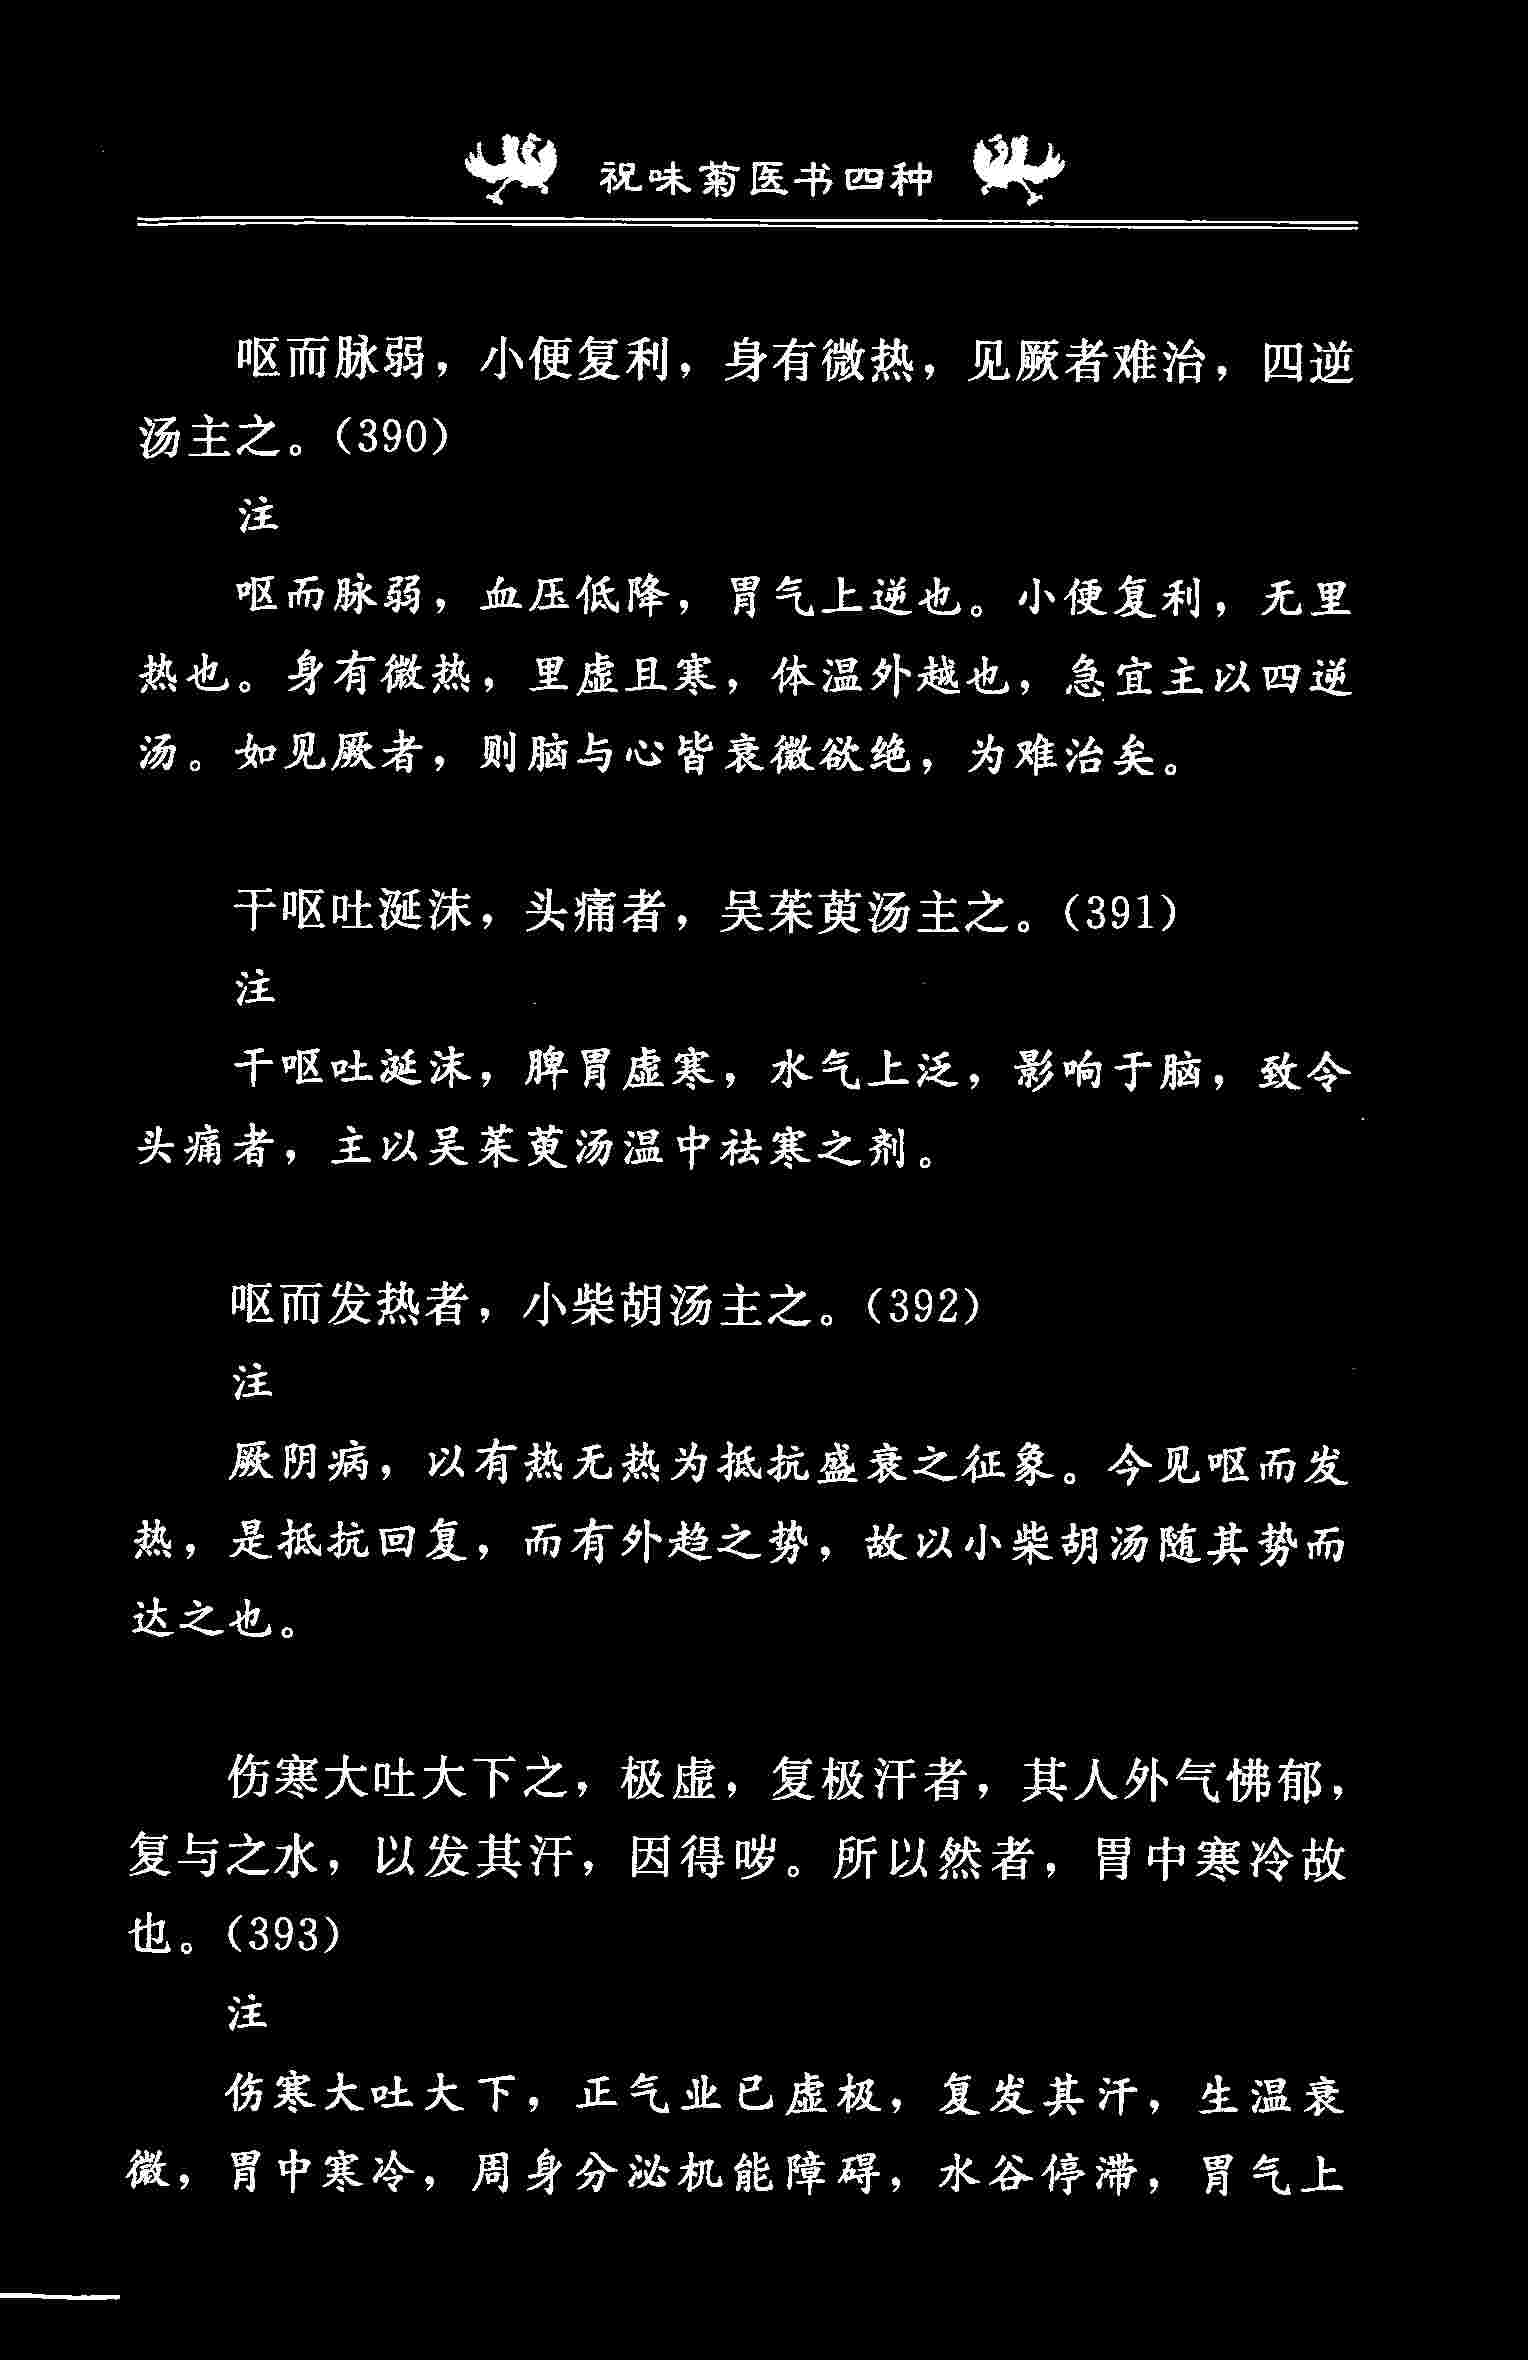 祝味菊医书四种
呕而脉弱，小便复利，身有微热，见厥者难治，四逆
汤主之。(390)
注
呕而脉弱，血压低降，胃气上逆也。小便复利，无里
热也。身有微热，里虚且寒，体温外越也，急宜主以四逆
汤。如见厥者，则脑与心皆衰微欲绝，为难治矣。
干呕吐涎沫，头痛者，吴茱萸汤主之。(391)
注
干呕吐涎沫，脾胃虚寒，水气上泛，影响于脑，致令
头痛者，主以吴茱萸汤温中祛寒之剂。
呕而发热者，小柴胡汤主之。(392)
注
厥阴病，以有热无热为抵抗盛衰之征象。今见呕而发
热，是抵抗回复，而有外趋之势，故以小柴胡汤随其势而
达之也。
伤寒大吐大下之，极虚，复极汗者，其人外气怫郁，
复与之水，以发其汗，因得哕。所以然者，胃中寒冷故
也。(393)
注
伤寒大吐大下，正气业已虚极，复发其汗，生温衰
微，胃中寒冷，周身分泌机能障碍，水谷停滞，胃气上